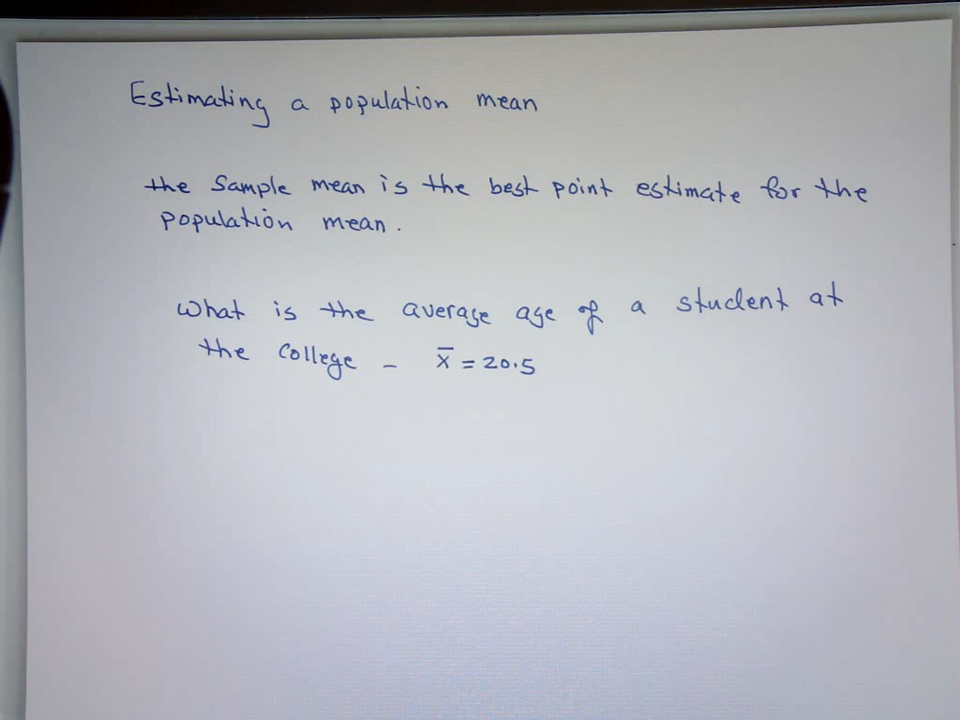 Estimating a population mean
the Sample mean is the best point estimate for the
population mean.
What is the average age of a student at
the College - x̄ = 20.5